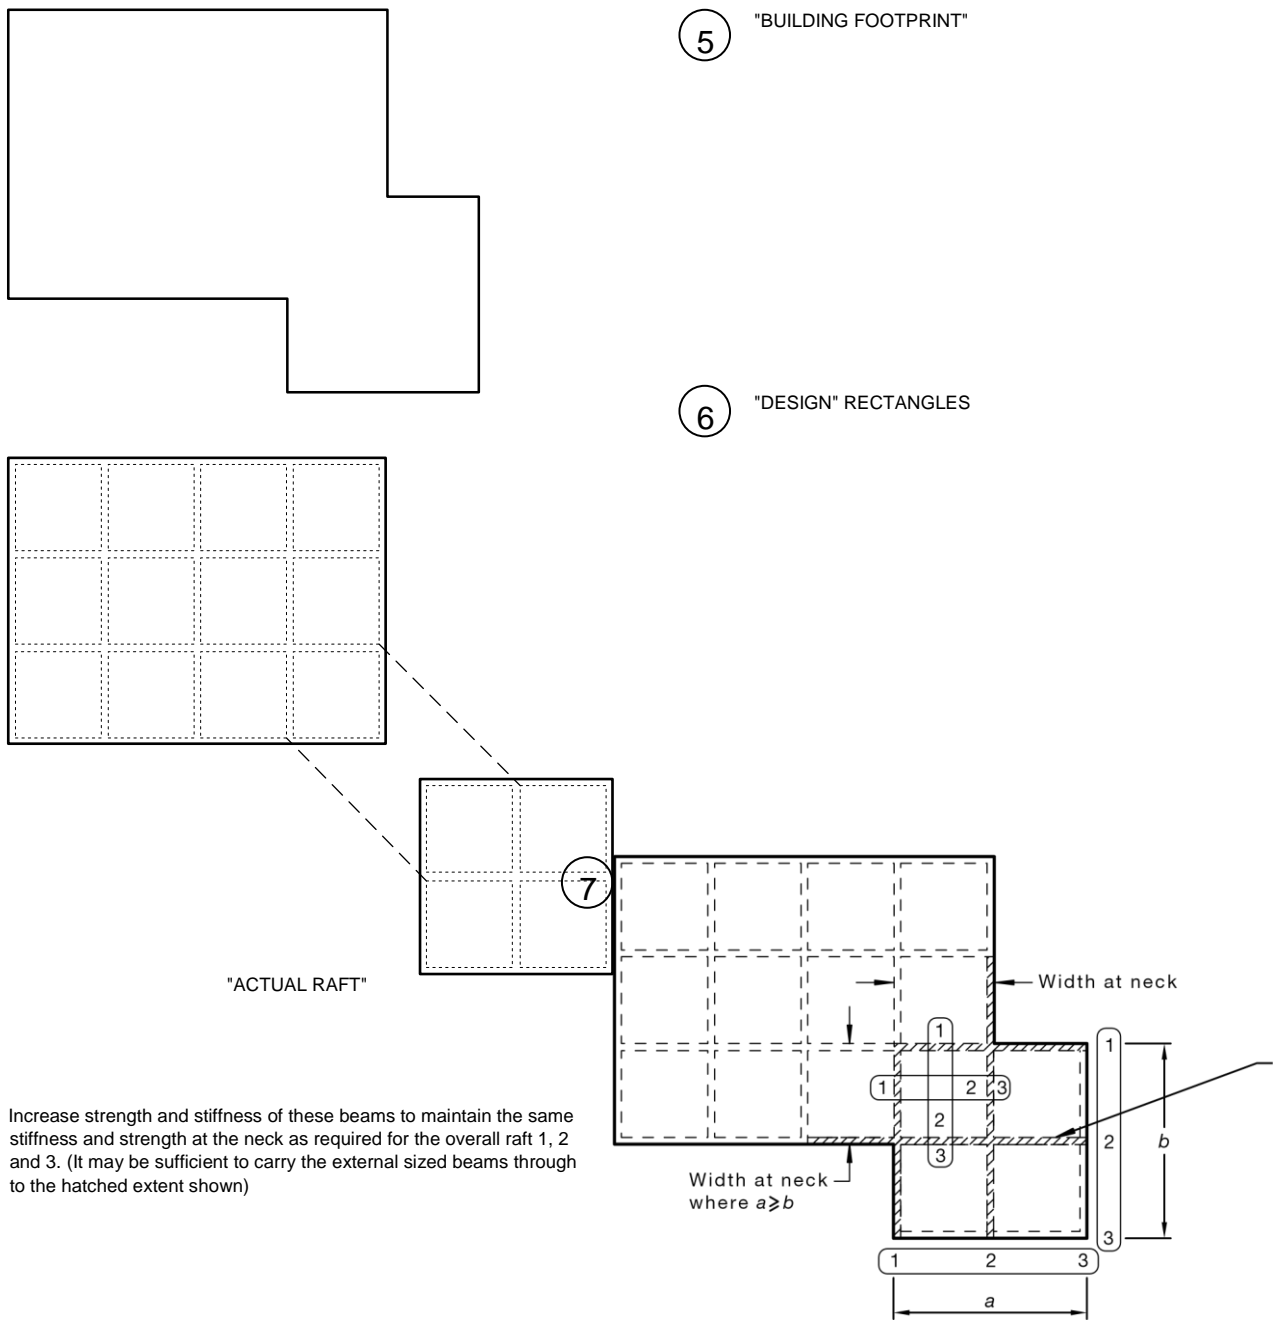 5
"BUILDING FOOTPRINT"
6
"DESIGN" RECTANGLES
7
"ACTUAL RAFT"
Width at neck
1
1
1 2 3
2
2
b
3
Increase strength and stiffness of these beams to maintain the same
stiffness and strength at the neck as required for the overall raft 1, 2
and 3. (It may be sufficient to carry the external sized beams through
to the hatched extent shown)
Width at neck
where a⩾b
3
1 2 3
a